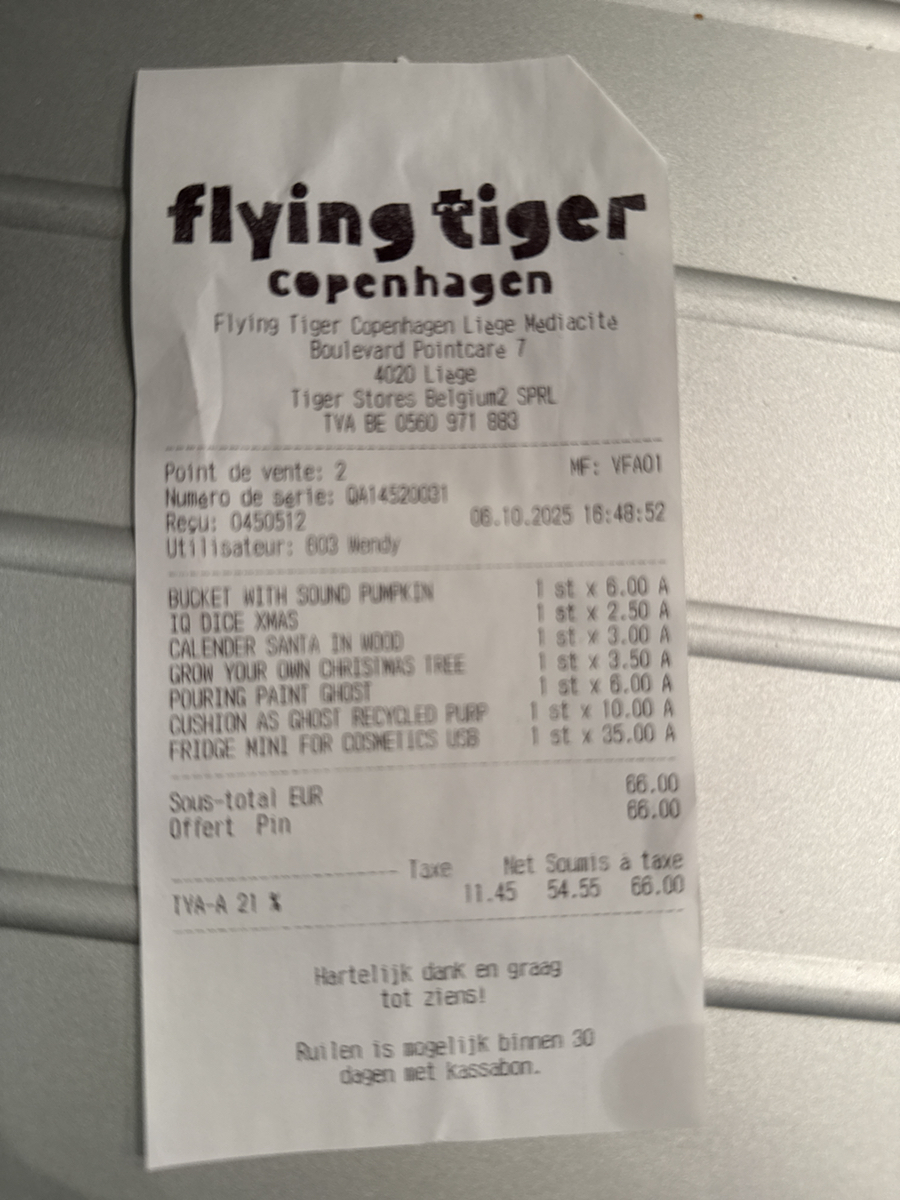 flying tiger
copenhagen
Flying Tiger Copenhagen Liège Médiacité
Boulevard Pointcaré 7
4020 Liège
Tiger Stores Belgium2 SPRL
TVA BE 0560 971 883
Point de vente: 2 MF: VFA01
Numéro de série: QA14520031
Reçu: 0450512 06.10.2025 16:48:52
Utilisateur: 603 Wendy
BUCKET WITH SOUND PUMPKIN 1 st x 6.00 A
IQ DICE XMAS 1 st x 2.50 A
CALENDER SANTA IN WOOD 1 st x 3.00 A
GROW YOUR OWN CHRISTMAS TREE 1 st x 3.50 A
POURING PAINT GHOST 1 st x 6.00 A
CUSHION AS GHOST RECYCLED PURP 1 st x 10.00 A
FRIDGE MINI FOR COSMETICS USB 1 st x 35.00 A
Sous-total EUR 66.00
Offert Pin 66.00
Taxe Net Soumis à taxe
TVA-A 21 % 11.45 54.55 66.00
Hartelijk dank en graag
tot ziens!
Ruilen is mogelijk binnen 30
dagen met kassabon.